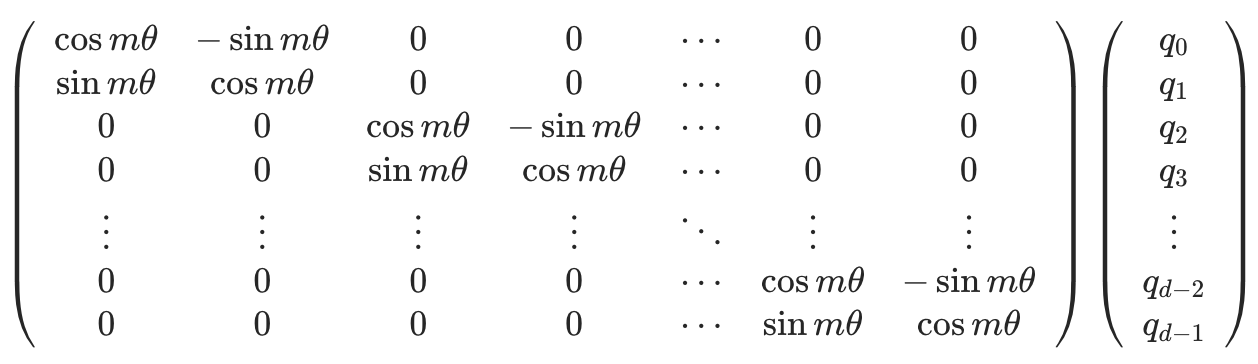 cos mθ − sin mθ 0 0 ⋯ 0 0 q₀
sin mθ cos mθ 0 0 ⋯ 0 0 q₁
0 0 cos mθ − sin mθ ⋯ 0 0 q₂
0 0 sin mθ cos mθ ⋯ 0 0 q₃
⋮ ⋮ ⋮ ⋮ ⋱ ⋮ ⋮ ⋮
0 0 0 0 ⋯ cos mθ − sin mθ q_{d−2}
0 0 0 0 ⋯ sin mθ cos mθ q_{d−1}